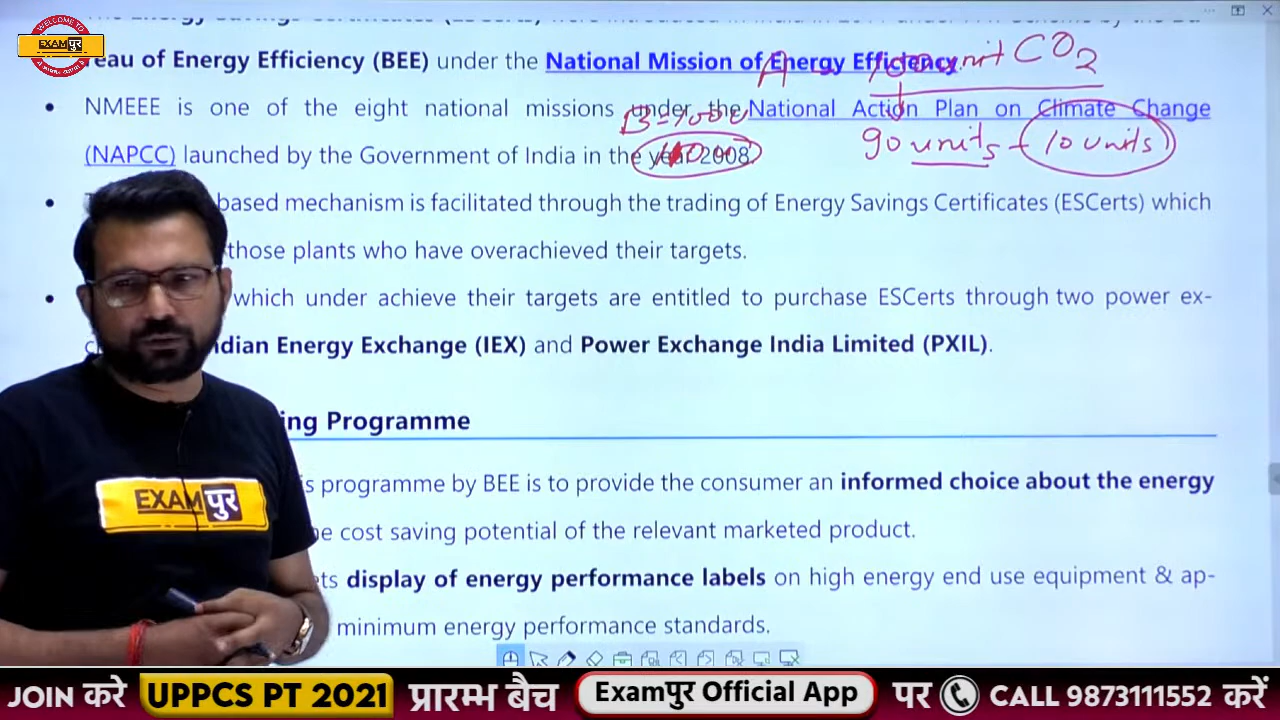 WELCOME TO
EXAMपुर
eau of Energy Efficiency (BEE) under the National Mission of Energy Efficiency.
A
unit CO2
• NMEEE is one of the eight national missions under the National Action Plan on Climate Change
B = 1000
90 units - 10 units
(NAPCC) launched by the Government of India in the year 2008.
• based mechanism is facilitated through the trading of Energy Savings Certificates (ESCerts) which
those plants who have overachieved their targets.
• which under achieve their targets are entitled to purchase ESCerts through two power ex-
ndian Energy Exchange (IEX) and Power Exchange India Limited (PXIL).
ing Programme
is programme by BEE is to provide the consumer an informed choice about the energy
e cost saving potential of the relevant marketed product.
ets display of energy performance labels on high energy end use equipment & ap-
minimum energy performance standards.
EXAMपुर
JOIN करे UPPCS PT 2021 प्रारम्भ बैच Examपुर Official App पर CALL 9873111552 करें